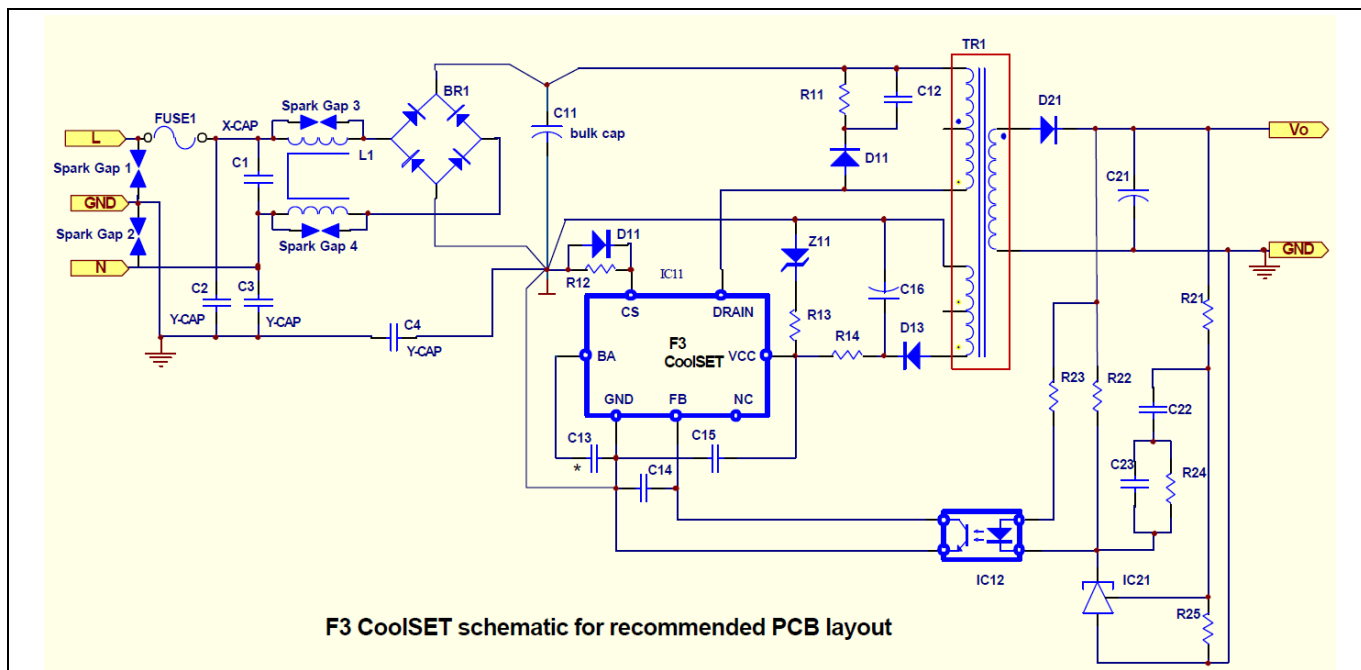 TR1
BR1
Spark Gap 3
FUSE1
X-CAP
L
L1
C11
bulk cap
R11
C12
D21
Vo
Spark Gap 1
C1
D11
C21
GND
Spark Gap 2
Spark Gap 4
N
D11
Z11
GND
R12
IC11
C2
C3
Y-CAP
Y-CAP
C4
Y-CAP
CS
DRAIN
C16
R21
R13
R14
D13
F3
CoolSET
BA
VCC
GND
FB
NC
R23
R22
C22
C13
*
C15
C14
C23
R24
IC12
IC21
R25
F3 CoolSET schematic for recommended PCB layout